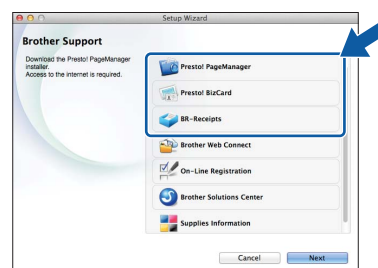 Setup Wizard
Brother Support
Download the Presto! PageManager
installer.
Access to the internet is required.
Presto! PageManager
Presto! BizCard
BR-Receipts
Brother Web Connect
On-Line Registration
Brother Solutions Center
Supplies Information
Cancel
Next